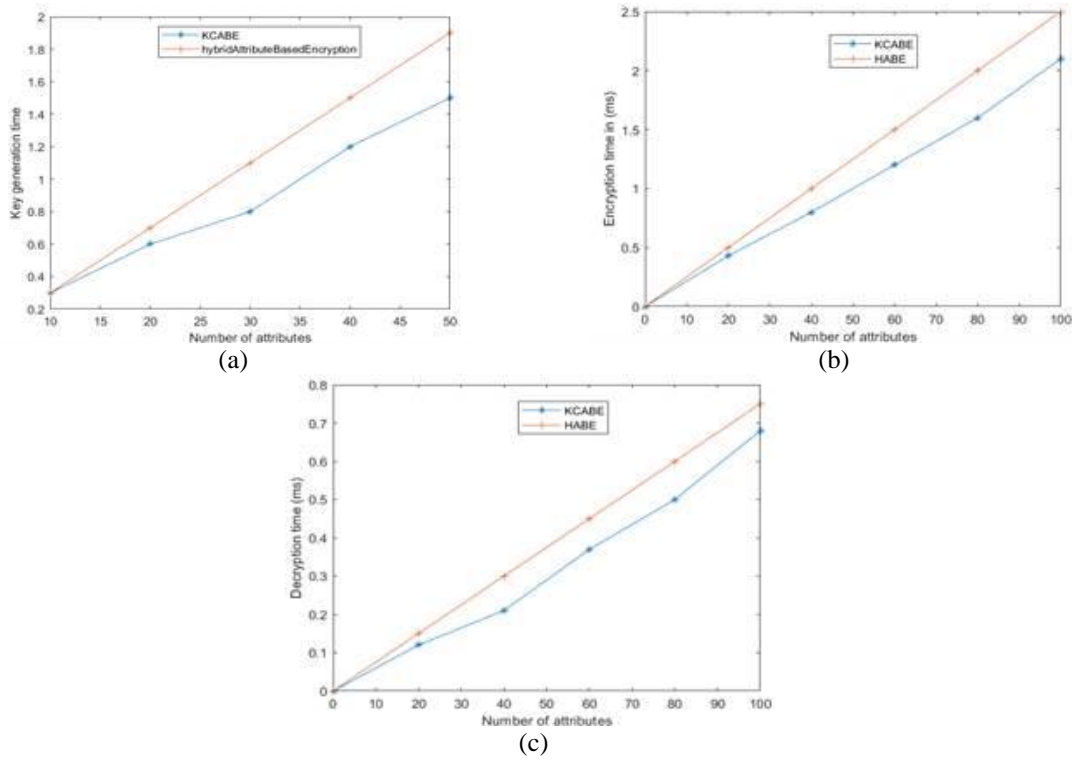 2
1.8
1.6
1.4
1.2
1
0.8
0.6
0.4
0.2
Key generation time
KCABE
hybridAttributeBasedEncryption
10 15 20 25 30 35 40 45 50
Number of attributes
(a)
2.5
2
1.5
1
0.5
0
Encryption time in (ms)
KCABE
HABE
0 10 20 30 40 50 60 70 80 90 100
Number of attributes
(b)
0.8
0.7
0.6
0.5
0.4
0.3
0.2
0.1
0
Decryption time (ms)
KCABE
HABE
0 10 20 30 40 50 60 70 80 90 100
Number of attributes
(c)